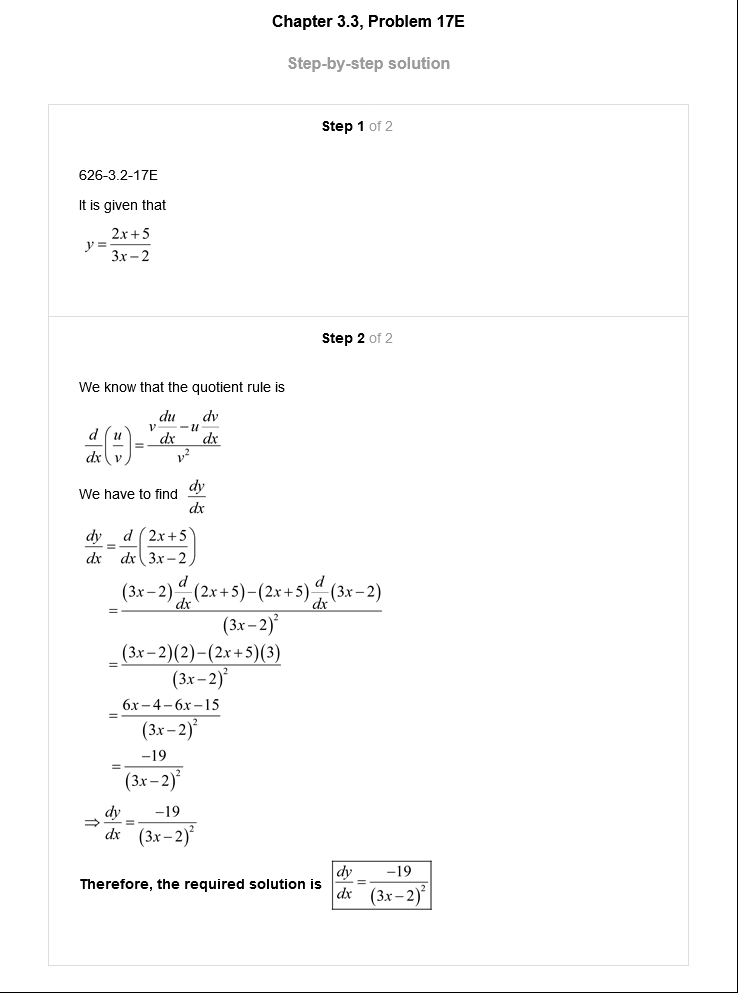 Chapter 3.3, Problem 17E
Step-by-step solution
Step 1 of 2
626-3.2-17E
It is given that
y = \frac{2x+5}{3x-2}
Step 2 of 2
We know that the quotient rule is
\frac{d}{dx}\left(\frac{u}{v}\right) = \frac{v\frac{du}{dx} - u\frac{dv}{dx}}{v^2}
We have to find \frac{dy}{dx}
\frac{dy}{dx} = \frac{d}{dx}\left(\frac{2x+5}{3x-2}\right)
= \frac{(3x-2)\frac{d}{dx}(2x+5)-(2x+5)\frac{d}{dx}(3x-2)}{(3x-2)^2}
= \frac{(3x-2)(2)-(2x+5)(3)}{(3x-2)^2}
= \frac{6x-4-6x-15}{(3x-2)^2}
= \frac{-19}{(3x-2)^2}
⇒ \frac{dy}{dx} = \frac{-19}{(3x-2)^2}
Therefore, the required solution is \frac{dy}{dx} = \frac{-19}{(3x-2)^2}